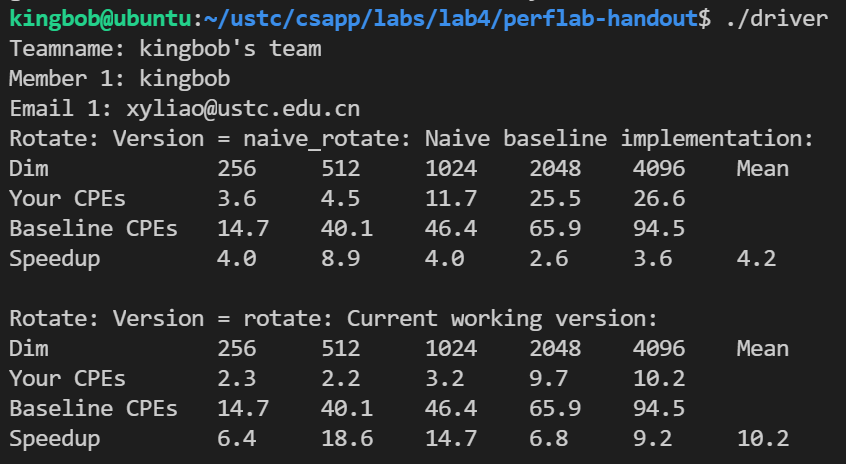 kingbob@ubuntu:~/ustc/csapp/labs/lab4/perflab-handout$ ./driver
Teamname: kingbob's team
Member 1: kingbob
Email 1: xyliao@ustc.edu.cn
Rotate: Version = naive_rotate: Naive baseline implementation:
Dim 256 512 1024 2048 4096 Mean
Your CPEs 3.6 4.5 11.7 25.5 26.6
Baseline CPEs 14.7 40.1 46.4 65.9 94.5
Speedup 4.0 8.9 4.0 2.6 3.6 4.2
Rotate: Version = rotate: Current working version:
Dim 256 512 1024 2048 4096 Mean
Your CPEs 2.3 2.2 3.2 9.7 10.2
Baseline CPEs 14.7 40.1 46.4 65.9 94.5
Speedup 6.4 18.6 14.7 6.8 9.2 10.2